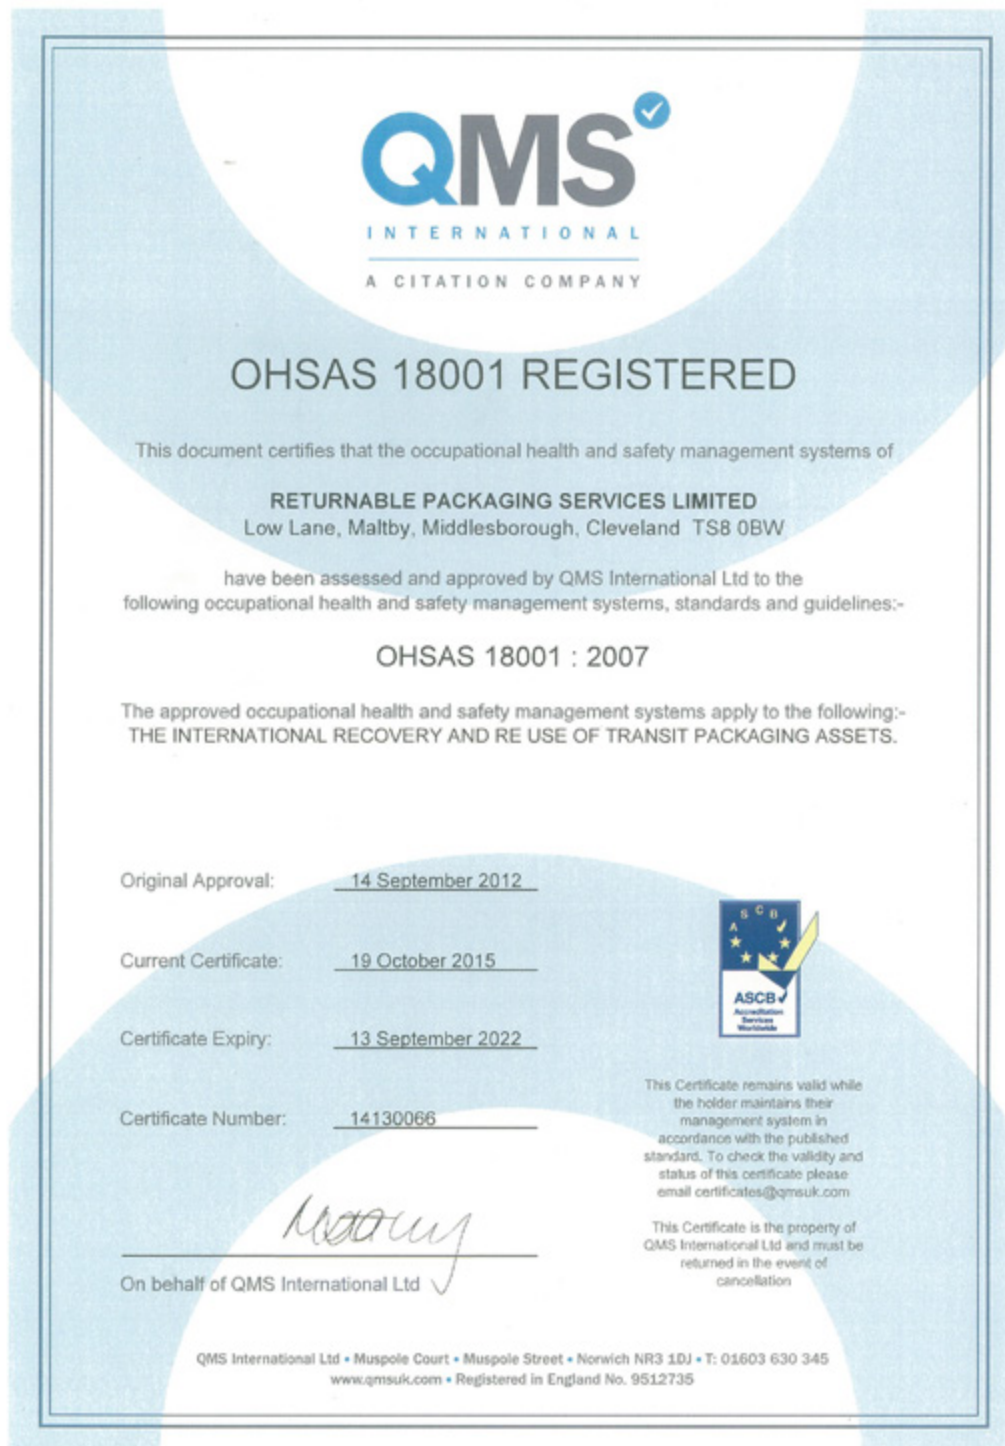 QMS
INTERNATIONAL
A CITATION COMPANY
OHSAS 18001 REGISTERED
This document certifies that the occupational health and safety management systems of
RETURNABLE PACKAGING SERVICES LIMITED
Low Lane, Maltby, Middlesborough, Cleveland TS8 0BW
have been assessed and approved by QMS International Ltd to the
following occupational health and safety management systems, standards and guidelines:-
OHSAS 18001 : 2007
The approved occupational health and safety management systems apply to the following:-
THE INTERNATIONAL RECOVERY AND RE USE OF TRANSIT PACKAGING ASSETS.
Original Approval: 14 September 2012
Current Certificate: 19 October 2015
Certificate Expiry: 13 September 2022
Certificate Number: 14130066
On behalf of QMS International Ltd
A S C B
ASCB
Accreditation
Services
Worldwide
This Certificate remains valid while
the holder maintains their
management system in
accordance with the published
standard. To check the validity and
status of this certificate please
email certificates@qmsuk.com
This Certificate is the property of
QMS International Ltd and must be
returned in the event of
cancellation
QMS International Ltd • Muspole Court • Muspole Street • Norwich NR3 1DJ • T: 01603 630 345
www.qmsuk.com • Registered in England No. 9512735